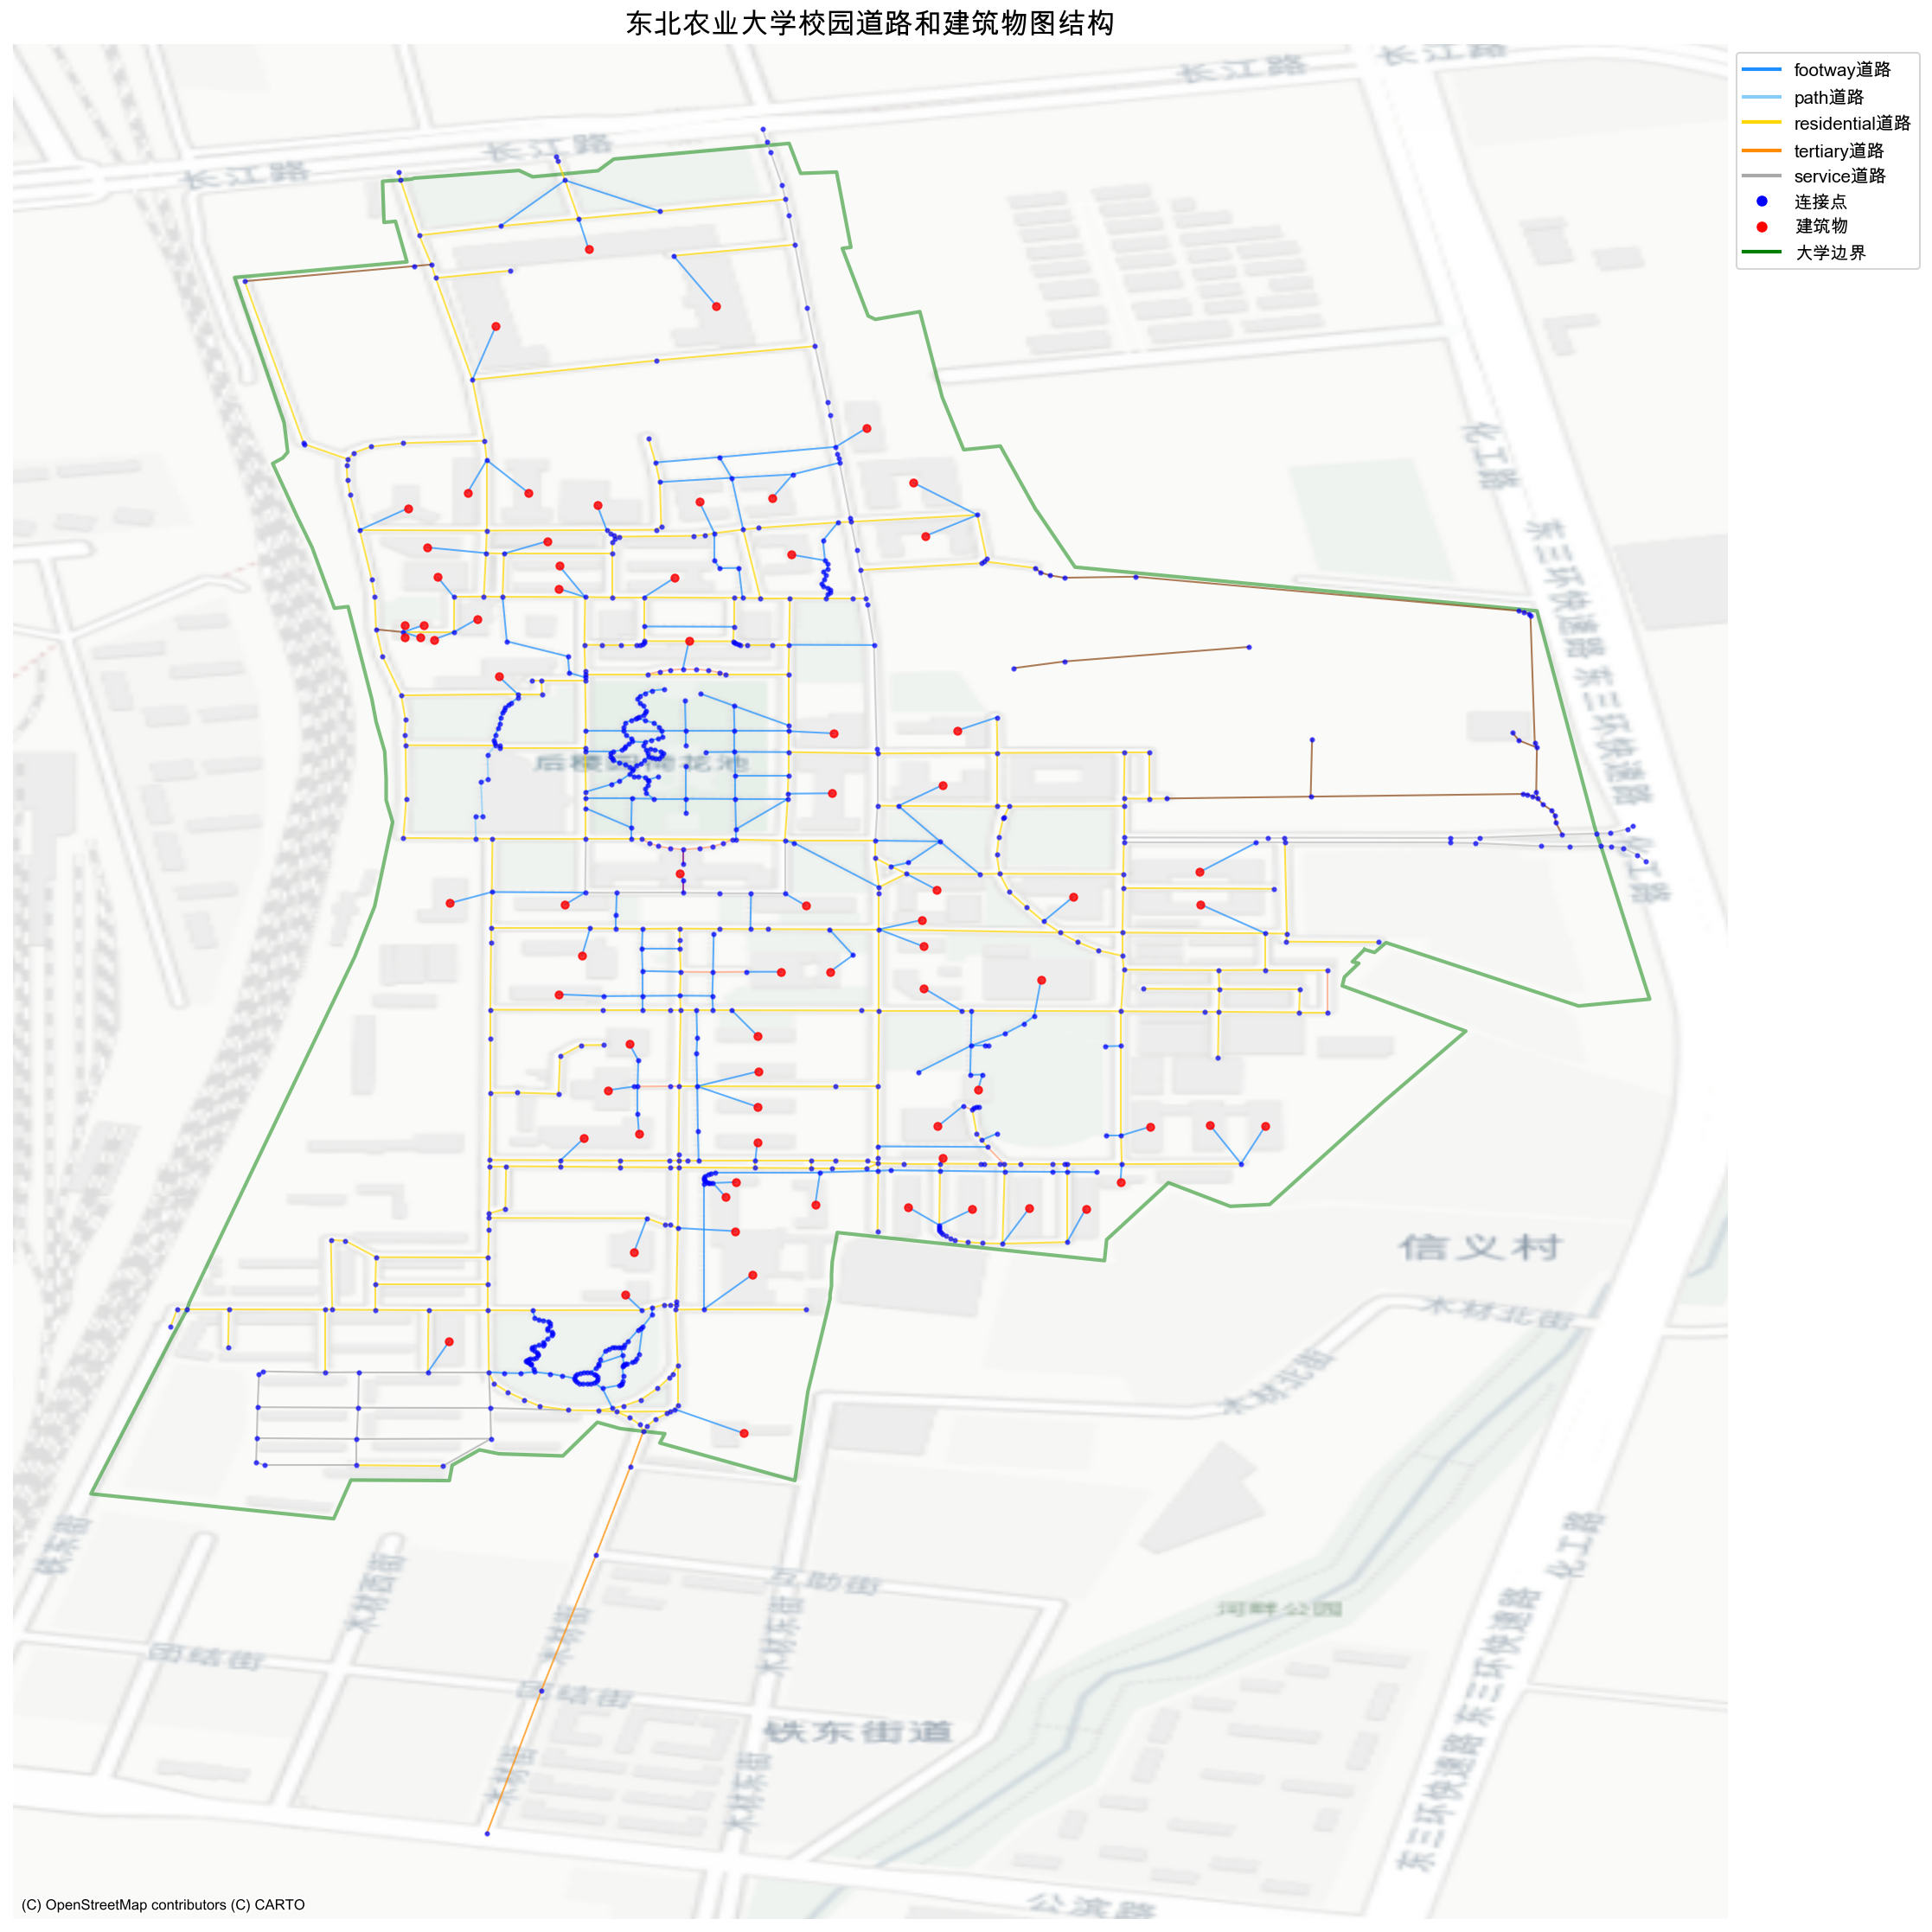 东北农业大学校园道路和建筑物图结构
footway道路
path道路
residential道路
tertiary道路
service道路
连接点
建筑物
大学边界
长江路
长江路
长江路
长江路
化工路
东三环快速路 东三环快速路
化工路
信义村
木材北街
木材北街
铁东街
木材西街
木材街
木材东街
互助街
团结街
团结街
河畔公园
化工路
铁东街道
木材街
木材东街
东三环快速路 东三环快速路
公滨路
(C) OpenStreetMap contributors (C) CARTO